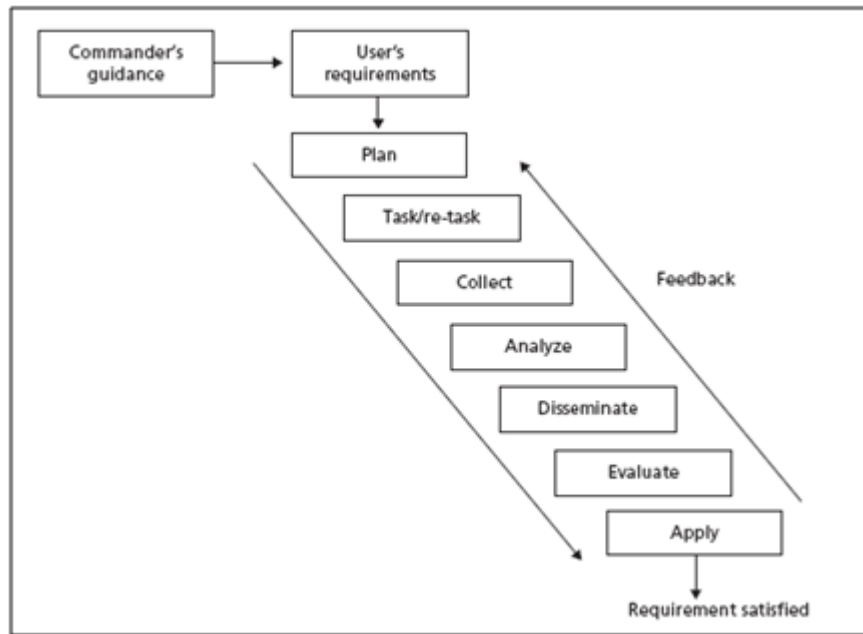 Commander's
guidance
User's
requirements
Plan
Task/re-task
Collect
Feedback
Analyze
Disseminate
Evaluate
Apply
Requirement satisfied